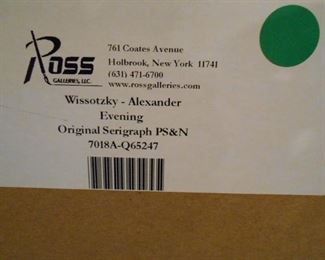 ROSS
GALLERIES, LLC.
761 Coates Avenue
Holbrook, New York 11741
(631) 471-6700
www.rossgalleries.com
Wissotzky - Alexander
Evening
Original Serigraph PS&N
7018A-Q65247